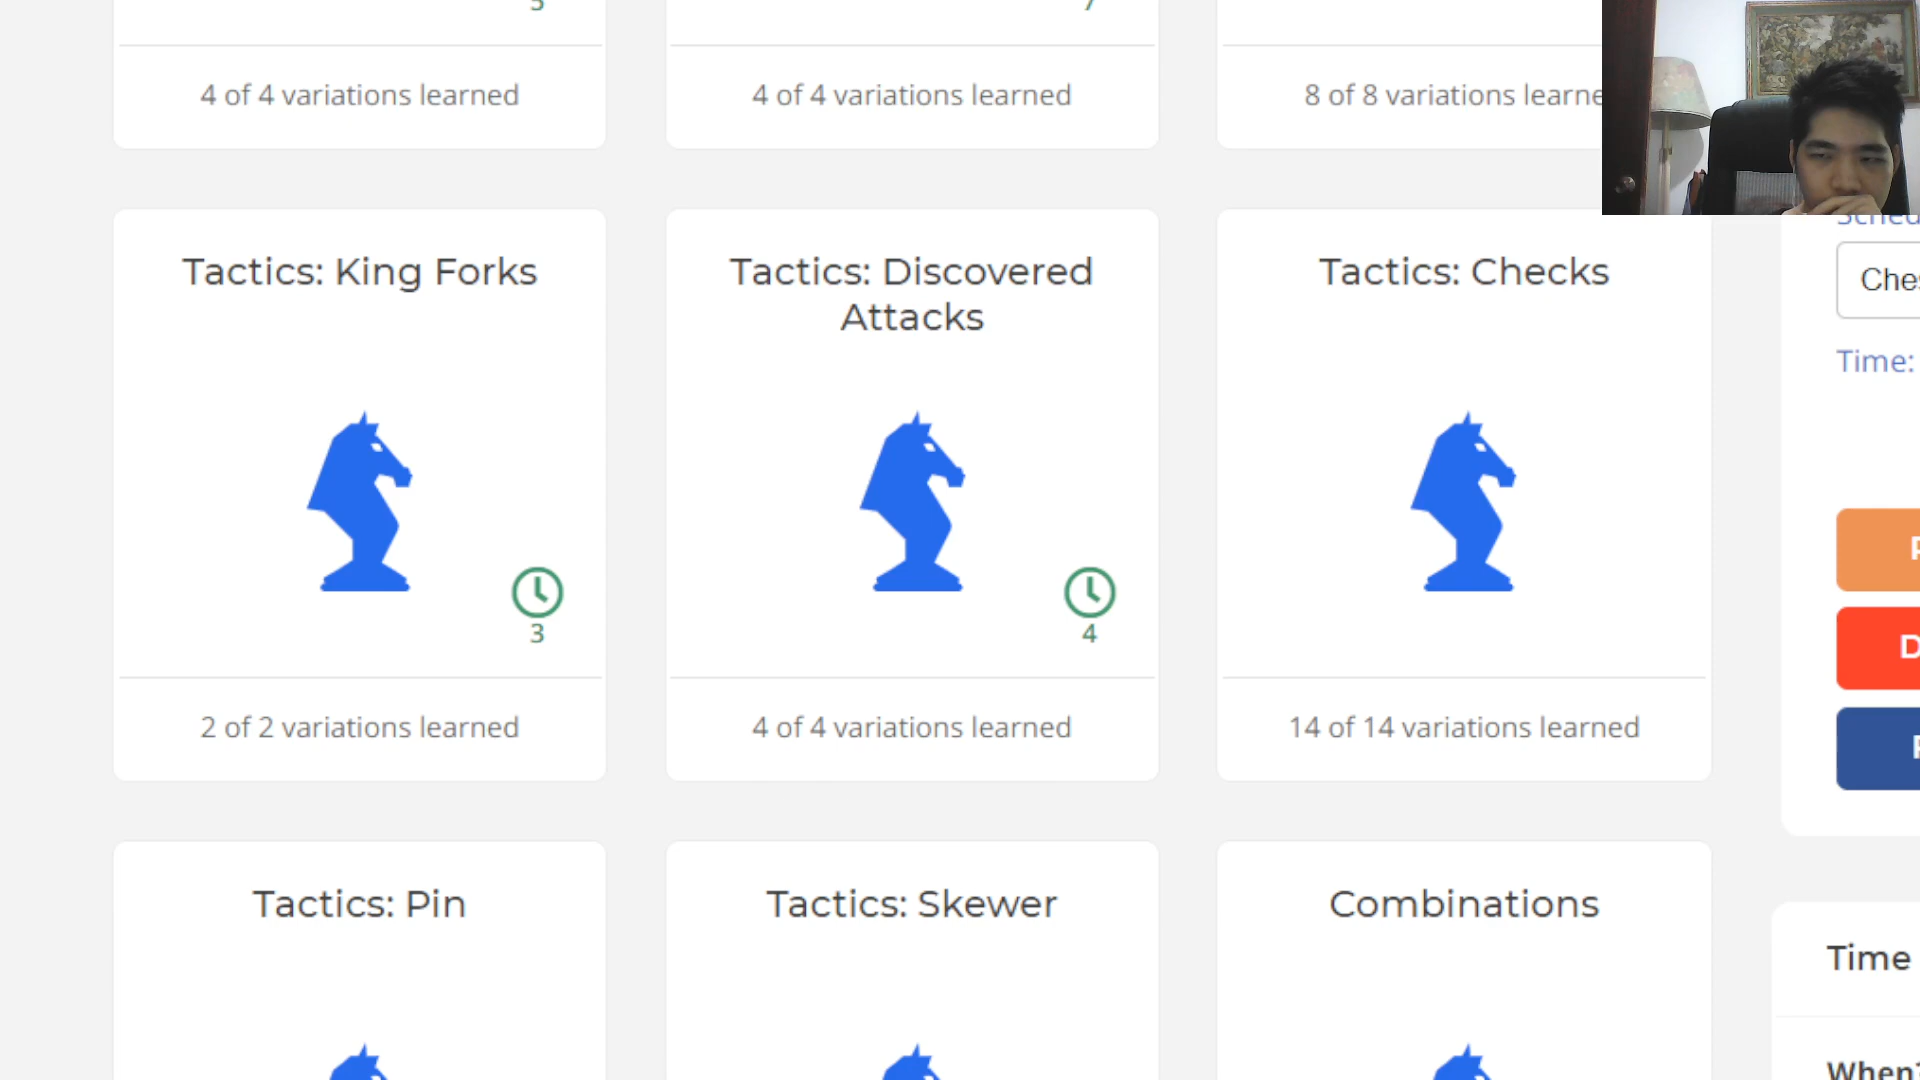 4 of 4 variations learned
4 of 4 variations learned
8 of 8 variations learne
Tactics: King Forks
Tactics: Discovered
Attacks
Tactics: Checks
Ches
Time:
3
4
2 of 2 variations learned
4 of 4 variations learned
14 of 14 variations learned
Tactics: Pin
Tactics: Skewer
Combinations
Time
When?